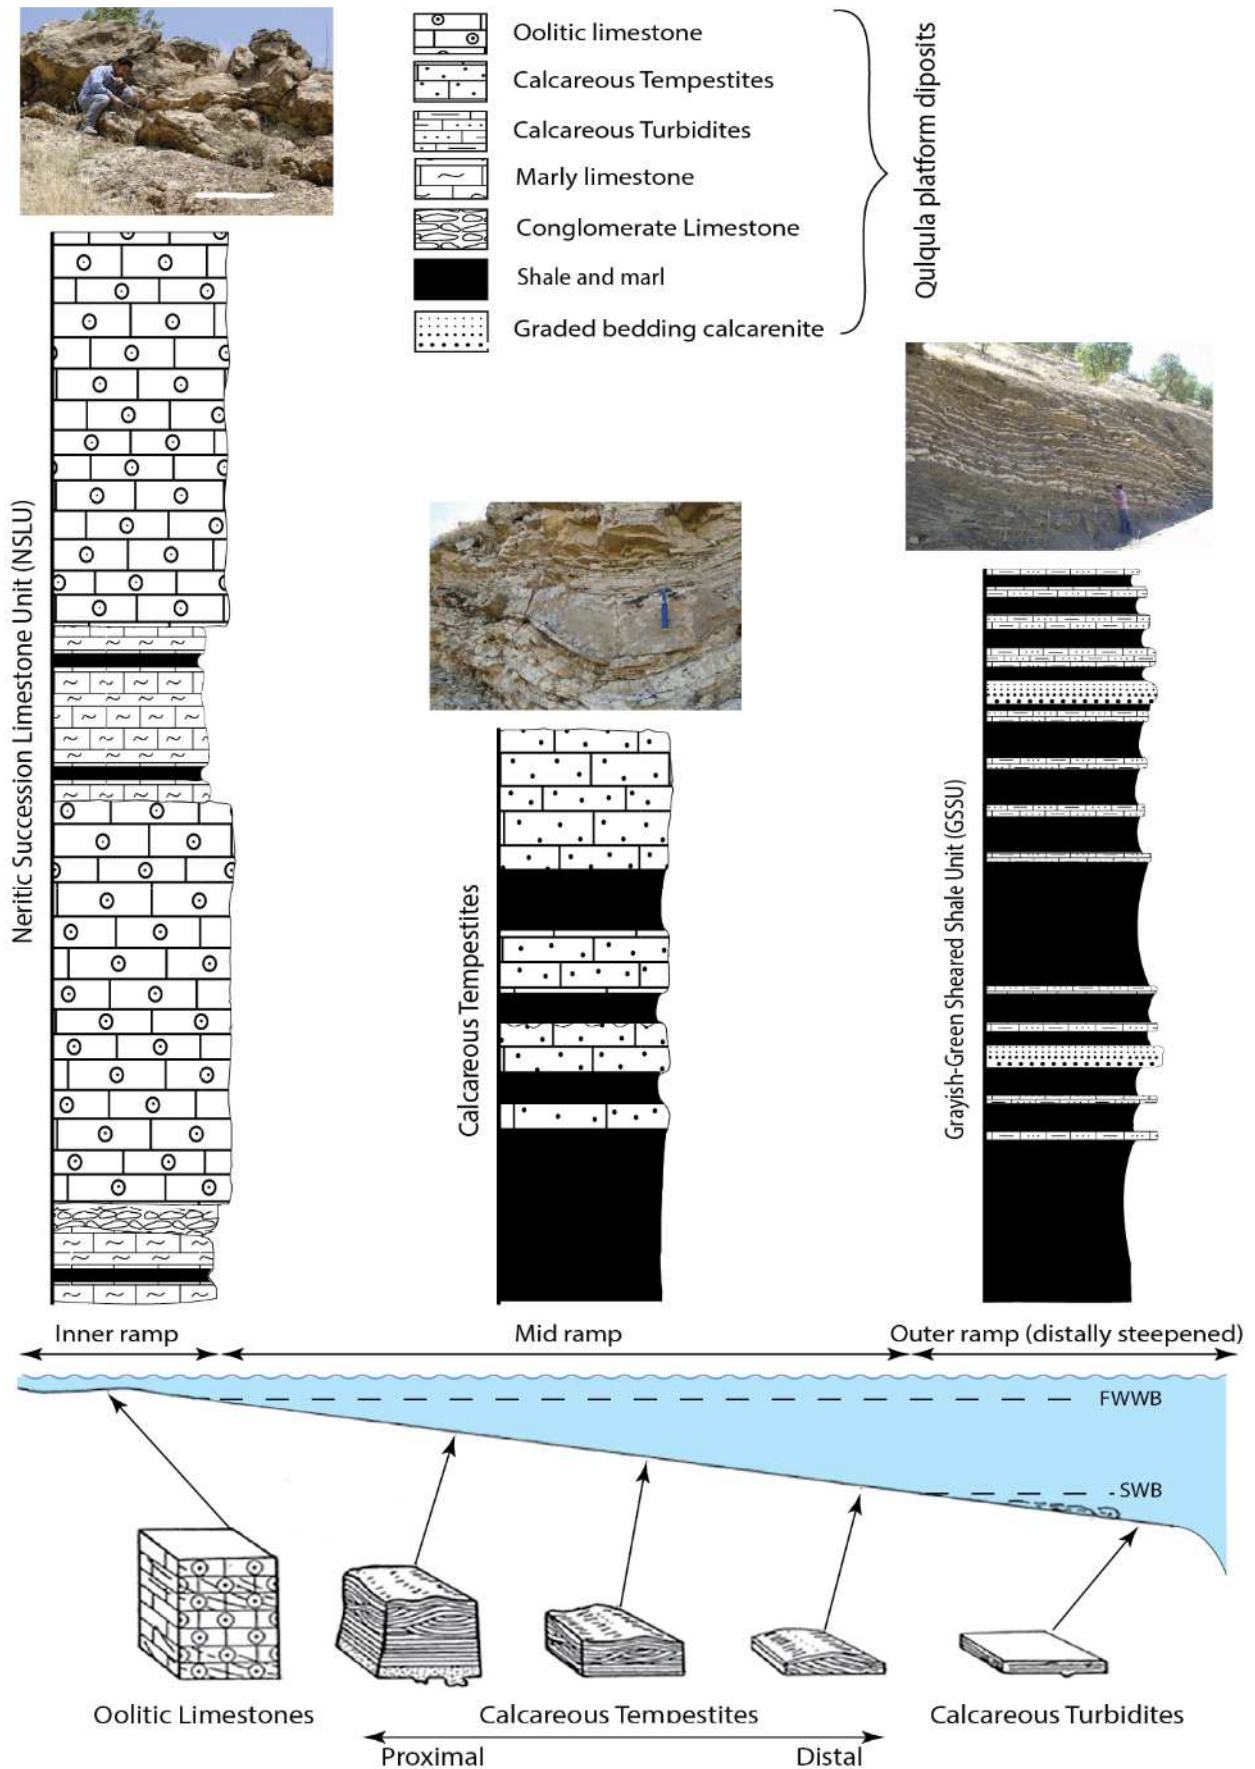 Oolitic limestone
Calcareous Tempestites
Calcareous Turbidites
Marly limestone
Conglomerate Limestone
Shale and marl
Graded bedding calcarenite
Qulqula platform diposits
Neritic Succession Limestone Unit (NSLU)
Calcareous Tempestites
Grayish-Green Sheared Shale Unit (GSSU)
Inner ramp
Mid ramp
Outer ramp (distally steepened)
FWWB
SWB
Oolitic Limestones
Calcareous Tempestites
Calcareous Turbidites
Proximal
Distal